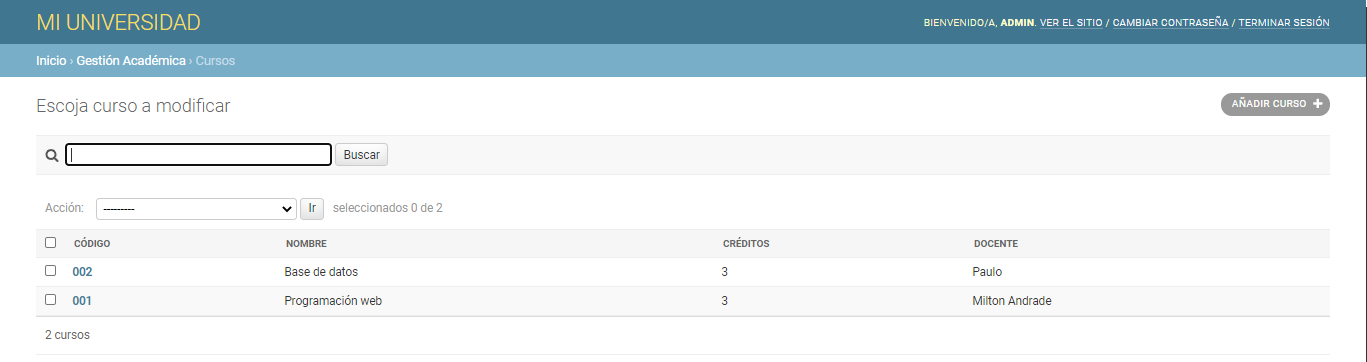 MI UNIVERSIDAD
BIENVENIDO/A, ADMIN. VER EL SITIO / CAMBIAR CONTRASEÑA / TERMINAR SESIÓN
Inicio › Gestión Académica › Cursos
Escoja curso a modificar
AÑADIR CURSO +
Buscar
Acción: --------- Ir seleccionados 0 de 2
CÓDIGO NOMBRE CRÉDITOS DOCENTE
002 Base de datos 3 Paulo
001 Programación web 3 Milton Andrade
2 cursos